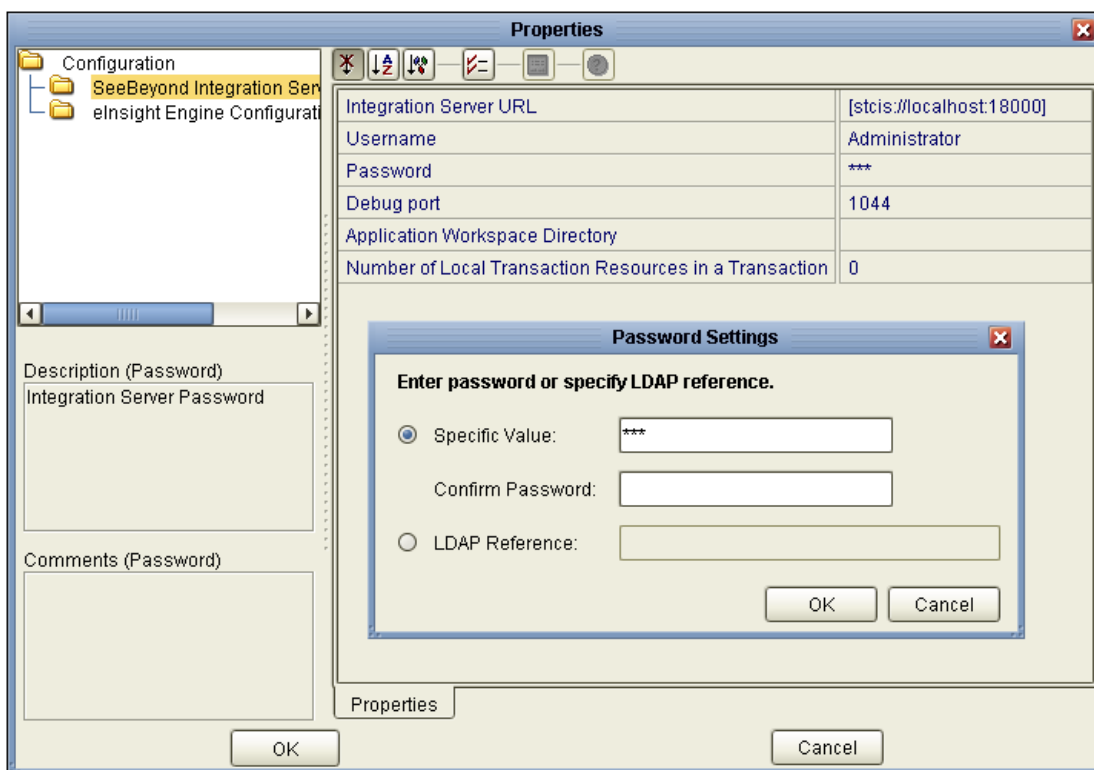 Properties
Configuration
SeeBeyond Integration Serv
eInsight Engine Configurati
Integration Server URL [stcis://localhost:18000]
Username Administrator
Password ***
Debug port 1044
Application Workspace Directory
Number of Local Transaction Resources in a Transaction 0
Description (Password)
Integration Server Password
Comments (Password)
Password Settings
Enter password or specify LDAP reference.
Specific Value: ***
Confirm Password:
LDAP Reference:
OK Cancel
Properties
OK Cancel